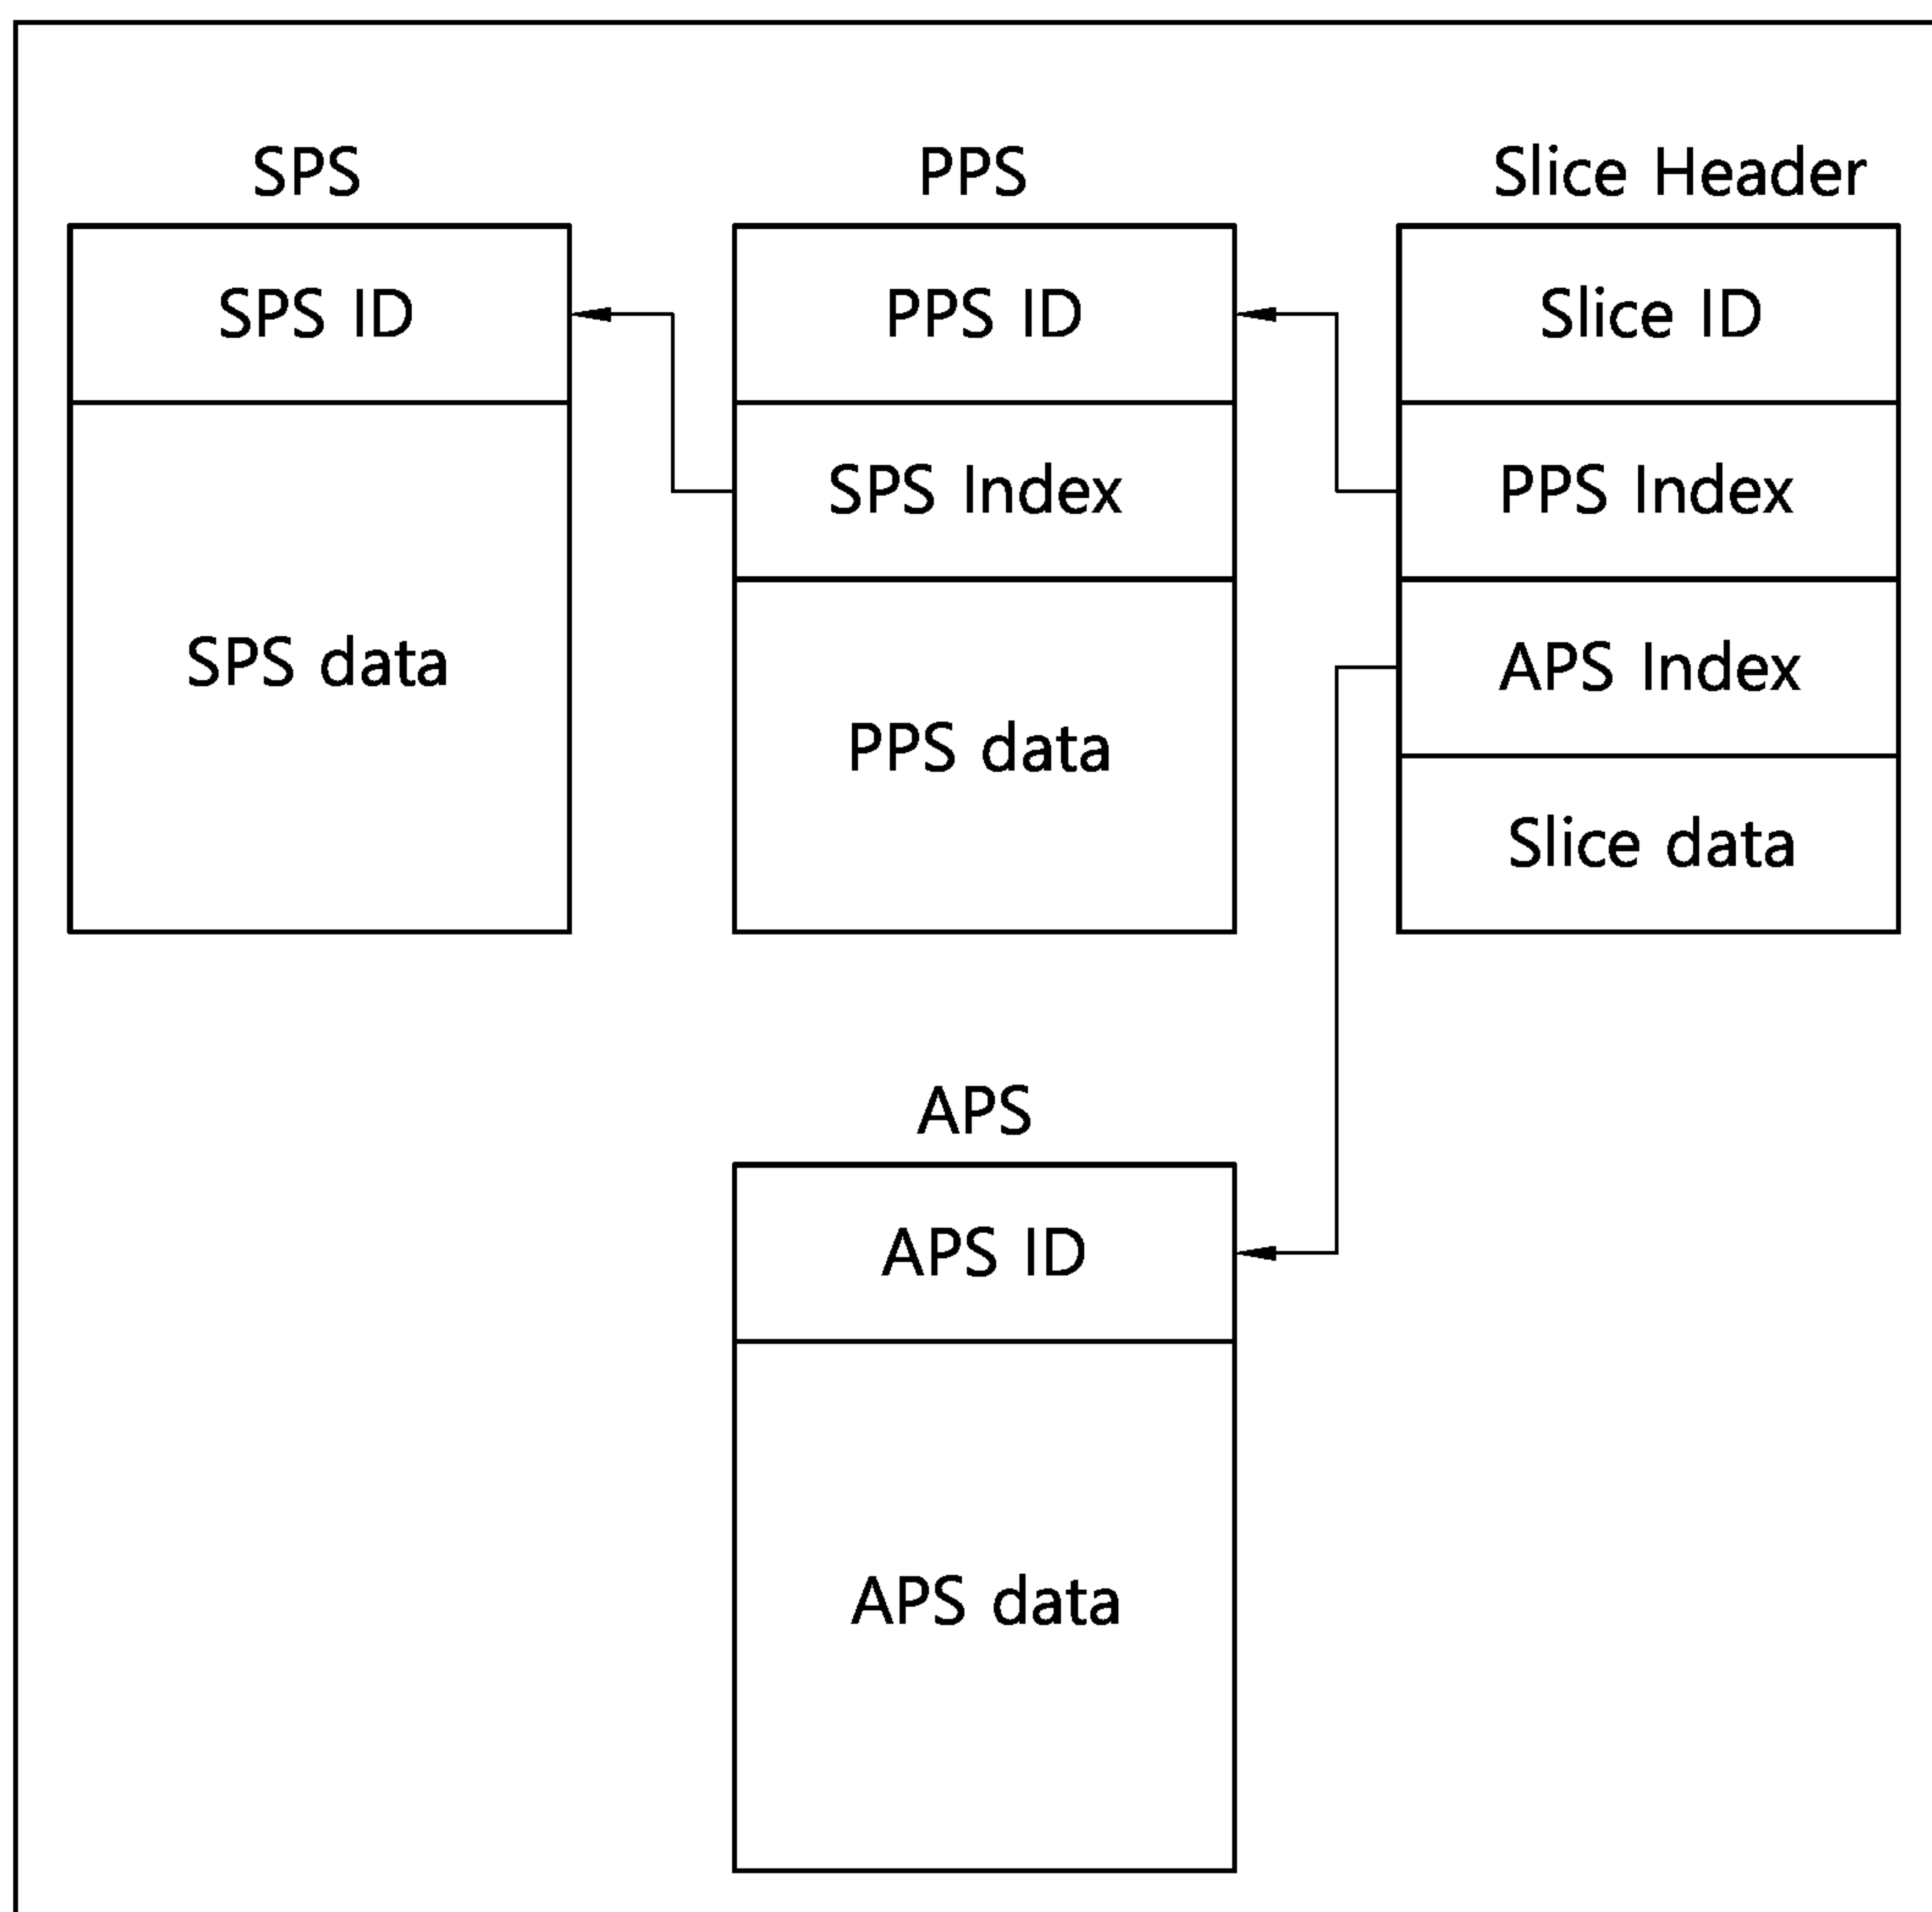 SPS
SPS ID
SPS data
PPS
PPS ID
SPS Index
PPS data
Slice Header
Slice ID
PPS Index
APS Index
Slice data
APS
APS ID
APS data